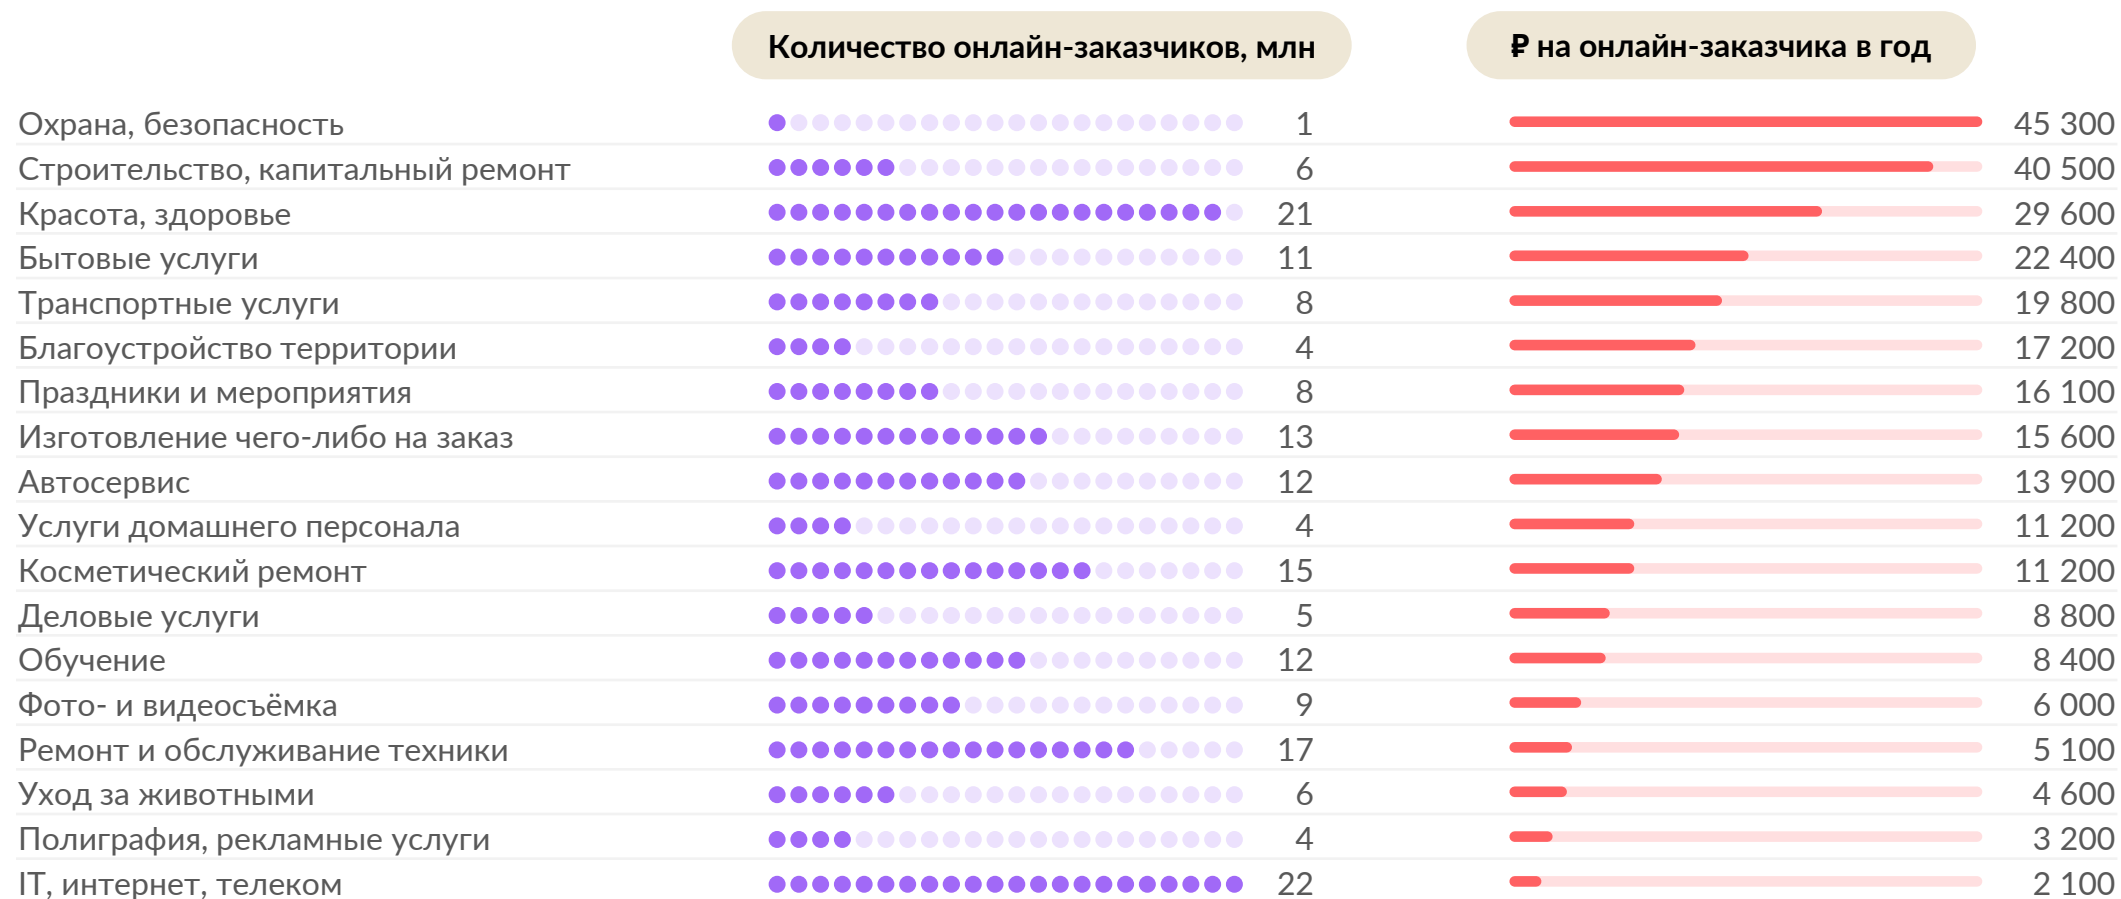 Количество онлайн-заказчиков, млн ₽ на онлайн-заказчика в год
Охрана, безопасность 1 45 300
Строительство, капитальный ремонт 6 40 500
Красота, здоровье 21 29 600
Бытовые услуги 11 22 400
Транспортные услуги 8 19 800
Благоустройство территории 4 17 200
Праздники и мероприятия 8 16 100
Изготовление чего-либо на заказ 13 15 600
Автосервис 12 13 900
Услуги домашнего персонала 4 11 200
Косметический ремонт 15 11 200
Деловые услуги 5 8 800
Обучение 12 8 400
Фото- и видеосъёмка 9 6 000
Ремонт и обслуживание техники 17 5 100
Уход за животными 6 4 600
Полиграфия, рекламные услуги 4 3 200
IT, интернет, телеком 22 2 100